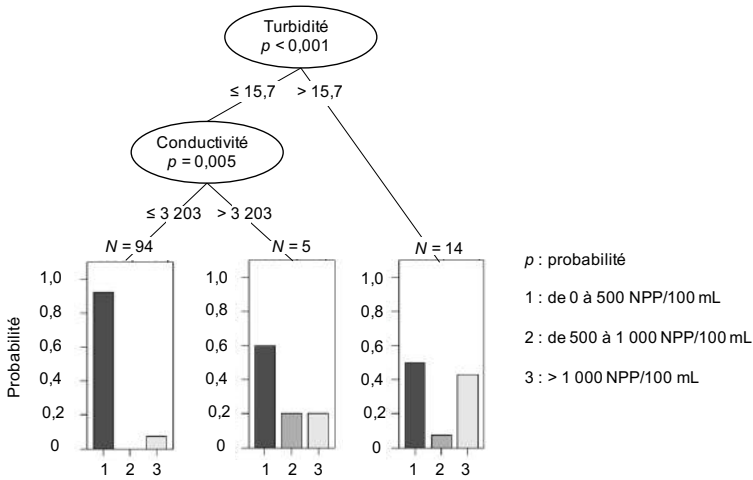 Turbidité
p < 0,001
≤ 15,7 > 15,7
Conductivité
p = 0,005
≤ 3 203 > 3 203
N = 94 N = 5 N = 14
Probabilité
1,0 1,0 1,0
0,8 0,8 0,8
0,6 0,6 0,6
0,4 0,4 0,4
0,2 0,2 0,2
0 0 0
1 2 3 1 2 3 1 2 3
p : probabilité
1 : de 0 à 500 NPP/100 mL
2 : de 500 à 1 000 NPP/100 mL
3 : > 1 000 NPP/100 mL